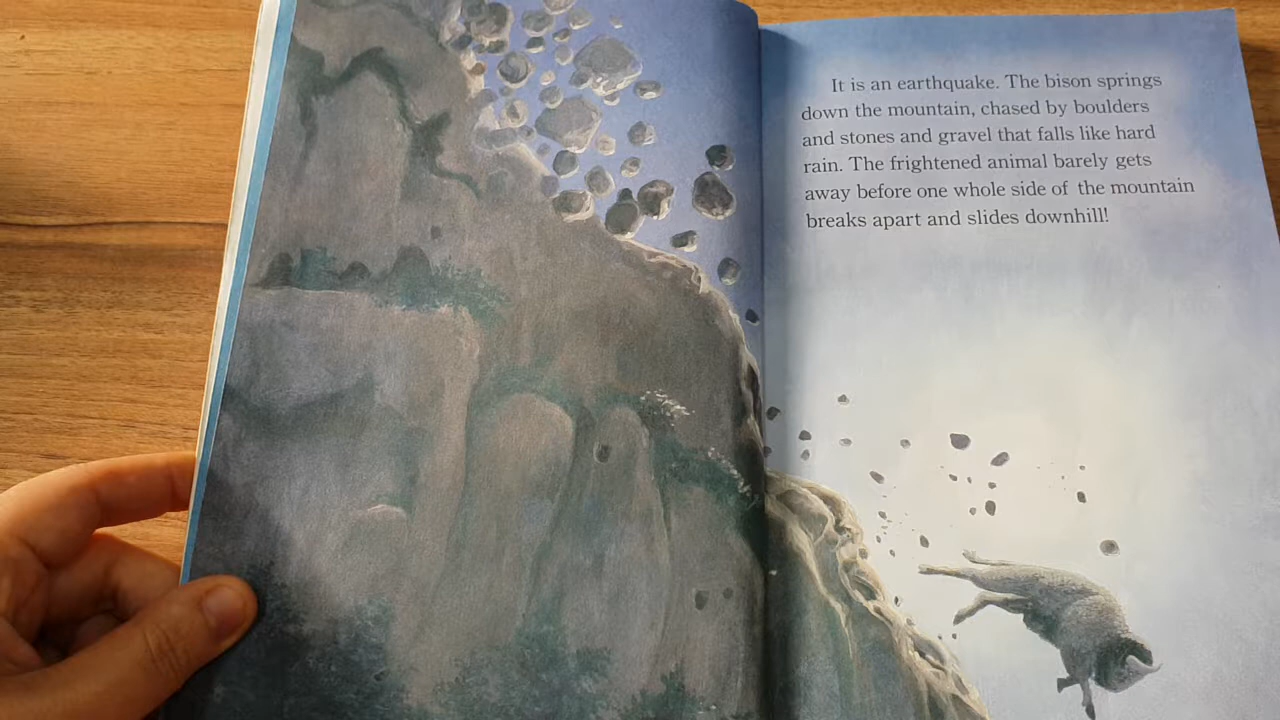 It is an earthquake. The bison springs
down the mountain, chased by boulders
and stones and gravel that falls like hard
rain. The frightened animal barely gets
away before one whole side of the mountain
breaks apart and slides downhill!